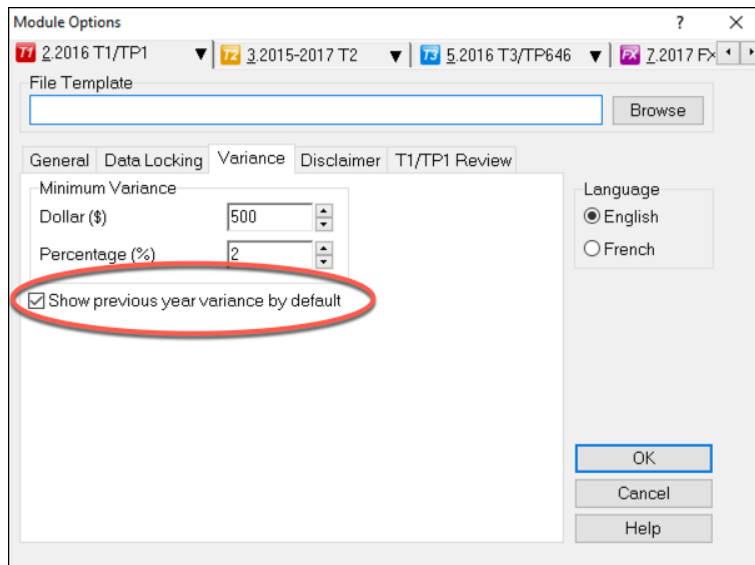 Module Options ? ×
T1 2.2016 T1/TP1 ▼ T2 3.2015-2017 T2 ▼ T3 5.2016 T3/TP646 ▼ FX 7.2017 FX
File Template
Browse
General Data Locking Variance Disclaimer T1/TP1 Review
Minimum Variance
Language
Dollar ($) 500
English
Percentage (%) 2
French
Show previous year variance by default
OK
Cancel
Help